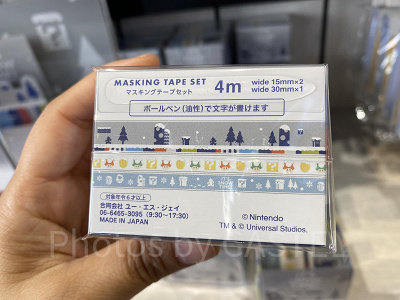 MASKING TAPE SET
マスキングテープセット
4m
wide 15mm×2
wide 30mm×1
ボールペン(油性)で文字が書けます
対象年令6才以上
合同会社 ユー・エス・ジェイ
06-6465-3095 (9:30~17:30)
MADE IN JAPAN
© Nintendo
TM & © Universal Studios.
Photos by CASTEL